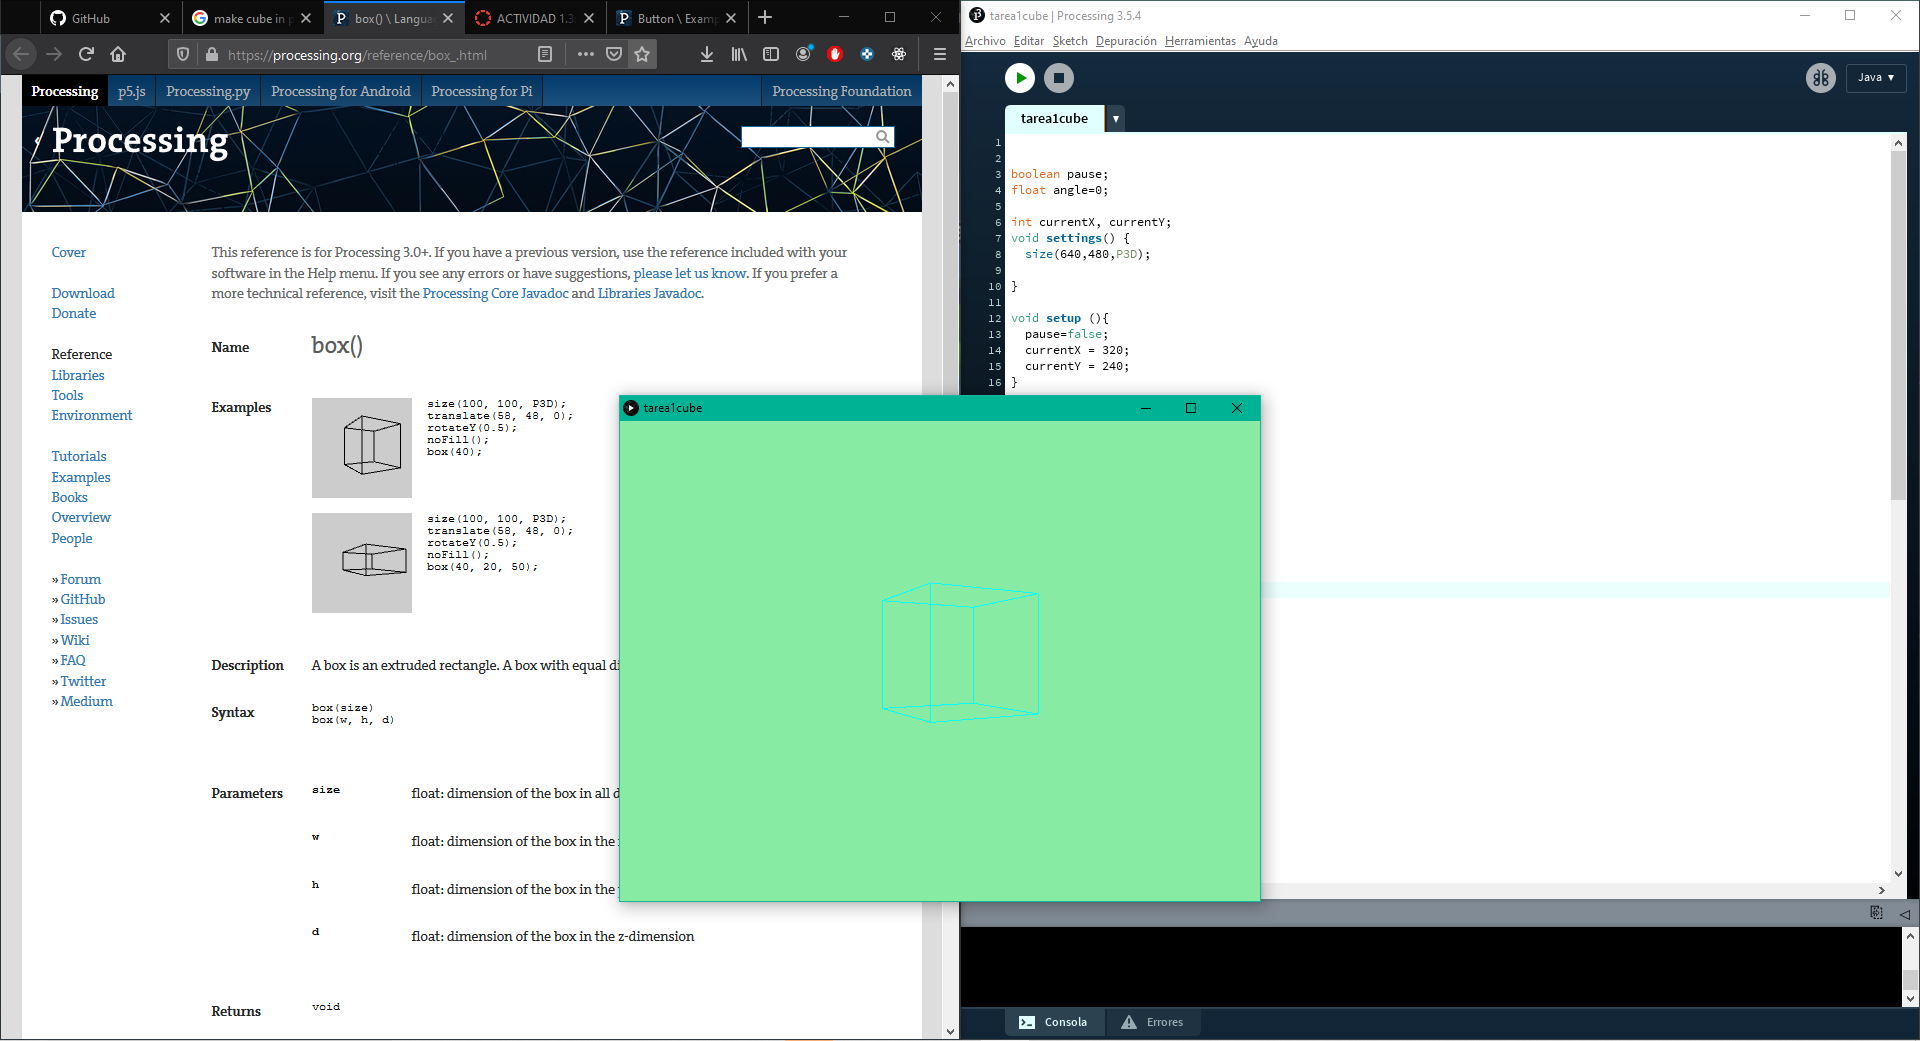 GitHub
make cube in p
box() \ Langua
ACTIVIDAD 1.3
Button \ Examp
https://processing.org/reference/box_.html
Processing
p5.js
Processing.py
Processing for Android
Processing for Pi
Processing Foundation
Processing
Cover
Download
Donate
Reference
Libraries
Tools
Environment
Tutorials
Examples
Books
Overview
People
» Forum
» GitHub
» Issues
» Wiki
» FAQ
» Twitter
» Medium
This reference is for Processing 3.0+. If you have a previous version, use the reference included with your
software in the Help menu. If you see any errors or have suggestions, please let us know. If you prefer a
more technical reference, visit the Processing Core Javadoc and Libraries Javadoc.
Name
box()
Examples
size(100, 100, P3D);
translate(58, 48, 0);
rotateY(0.5);
noFill();
box(40);
size(100, 100, P3D);
translate(58, 48, 0);
rotateY(0.5);
noFill();
box(40, 20, 50);
Description
A box is an extruded rectangle. A box with equal di
Syntax
box(size)
box(w, h, d)
Parameters
size
float: dimension of the box in all d
w
float: dimension of the box in the
h
float: dimension of the box in the
d
float: dimension of the box in the z-dimension
Returns
void
tarea1cube
tarea1cube | Processing 3.5.4
Archivo Editar Sketch Depuración Herramientas Ayuda
Java ▾
tarea1cube
▼
1
2
3 boolean pause;
4 float angle=0;
5
6 int currentX, currentY;
7 void settings() {
8 size(640,480,P3D);
9
10 }
11
12 void setup (){
13 pause=false;
14 currentX = 320;
15 currentY = 240;
16 }
Consola
Errores